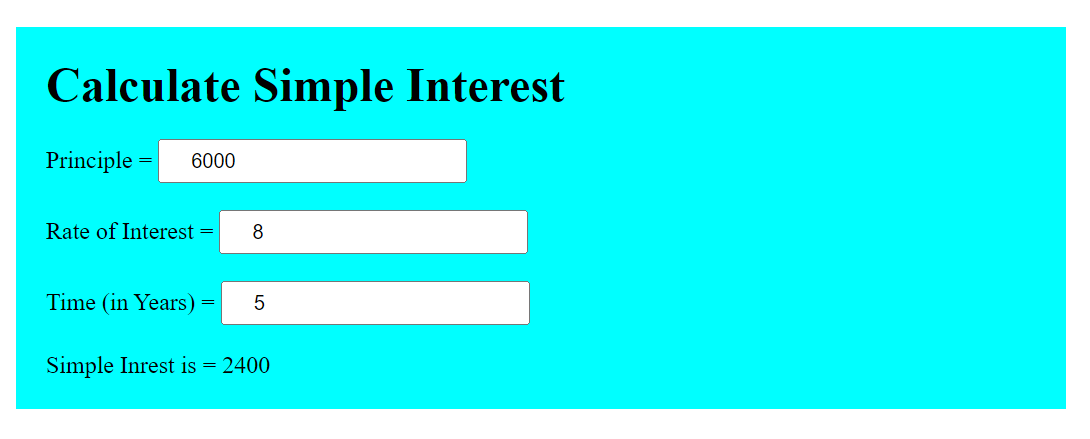 Calculate Simple Interest
Principle = 6000
Rate of Interest = 8
Time (in Years) = 5
Simple Inrest is = 2400